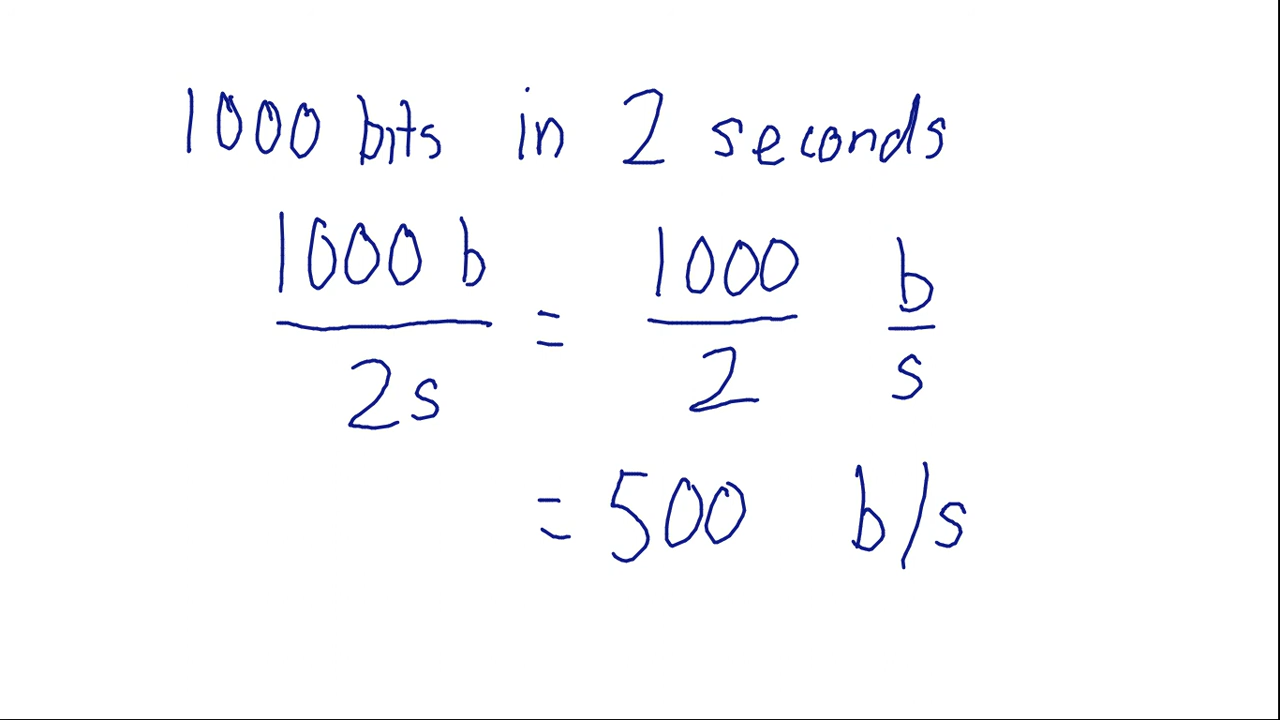 1000 bits in 2 seconds
1000 b / 2s = 1000 / 2 b / s
= 500 b/s